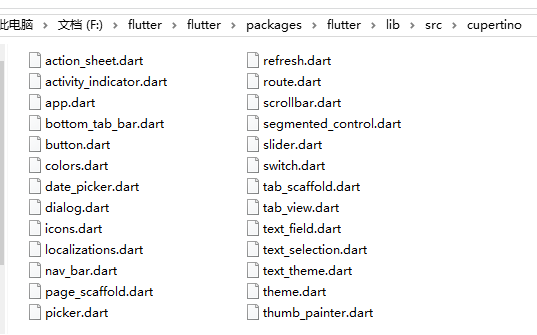 此电脑 > 文档 (F:) > flutter > flutter > packages > flutter > lib > src > cupertino
action_sheet.dart
activity_indicator.dart
app.dart
bottom_tab_bar.dart
button.dart
colors.dart
date_picker.dart
dialog.dart
icons.dart
localizations.dart
nav_bar.dart
page_scaffold.dart
picker.dart
refresh.dart
route.dart
scrollbar.dart
segmented_control.dart
slider.dart
switch.dart
tab_scaffold.dart
tab_view.dart
text_field.dart
text_selection.dart
text_theme.dart
theme.dart
thumb_painter.dart